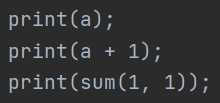 print(a);
print(a + 1);
print(sum(1, 1));